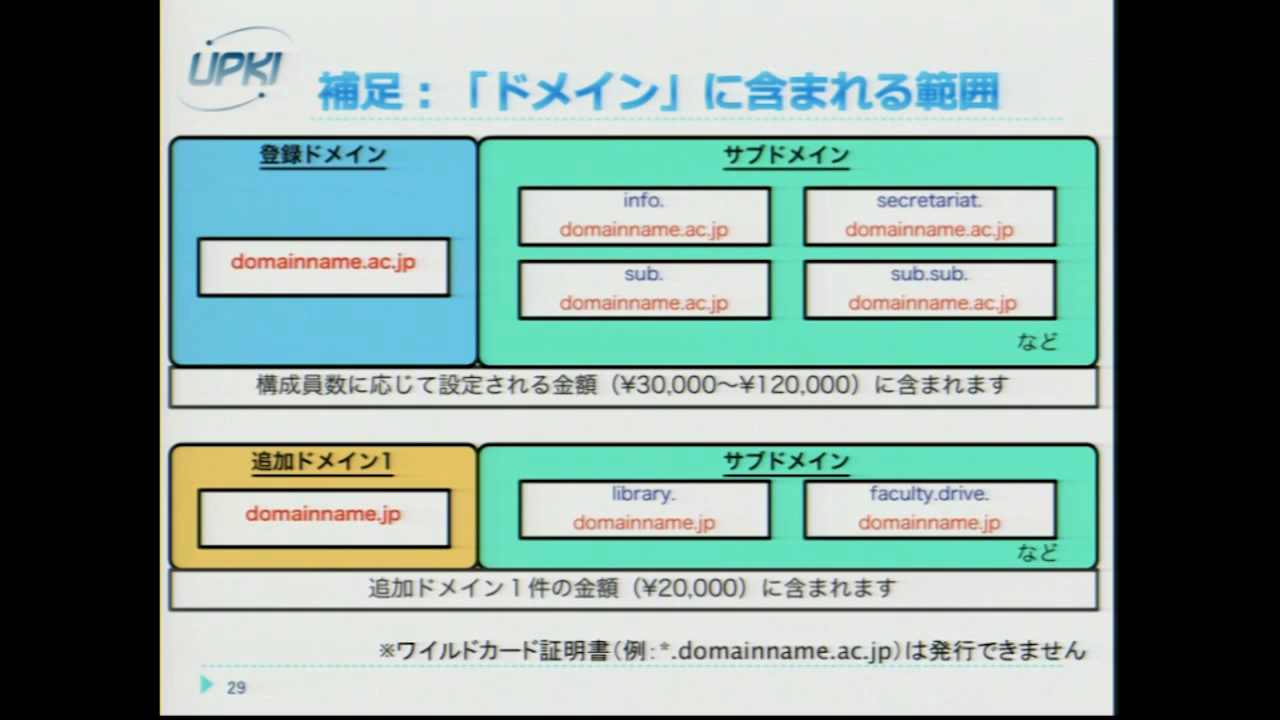 UPKI
補足：「ドメイン」に含まれる範囲
登録ドメイン
domainname.ac.jp
サブドメイン
info.
domainname.ac.jp
secretariat.
domainname.ac.jp
sub.
domainname.ac.jp
sub.sub.
domainname.ac.jp
など
構成員数に応じて設定される金額（¥30,000～¥120,000）に含まれます
追加ドメイン1
domainname.jp
サブドメイン
library.
domainname.jp
faculty.drive.
domainname.jp
など
追加ドメイン１件の金額（¥20,000）に含まれます
※ワイルドカード証明書（例：*.domainname.ac.jp）は発行できません
29